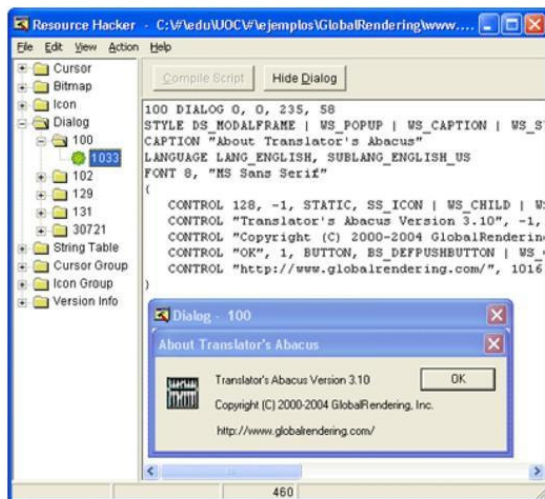 Resource Hacker - C:\#\edu\UOC\#\ejemplos\GlobalRendering\www....
File Edit View Action Help
Cursor
Bitmap
Icon
Dialog
100
1033
102
129
131
30721
String Table
Cursor Group
Icon Group
Version Info
Compile Script Hide Dialog
100 DIALOG 0, 0, 235, 58
STYLE DS_MODALFRAME | WS_POPUP | WS_CAPTION |
CAPTION "About Translator's Abacus"
LANGUAGE LANG_ENGLISH, SUBLANG_ENGLISH_US
FONT 8, "MS Sans Serif"
{
CONTROL 128, -1, STATIC, SS_ICON | WS_CHILD |
CONTROL "Translator's Abacus Version 3.10", -1,
CONTROL "Copyright (C) 2000-2004 GlobalRendering
CONTROL "OK", 1, BUTTON, BS_DEFPUSHBUTTON |
CONTROL "http://www.globalrendering.com/", 1016
}
Dialog - 100
About Translator's Abacus
Translator's Abacus Version 3.10 OK
Copyright (C) 2000-2004 GlobalRendering, Inc.
http://www.globalrendering.com/
460